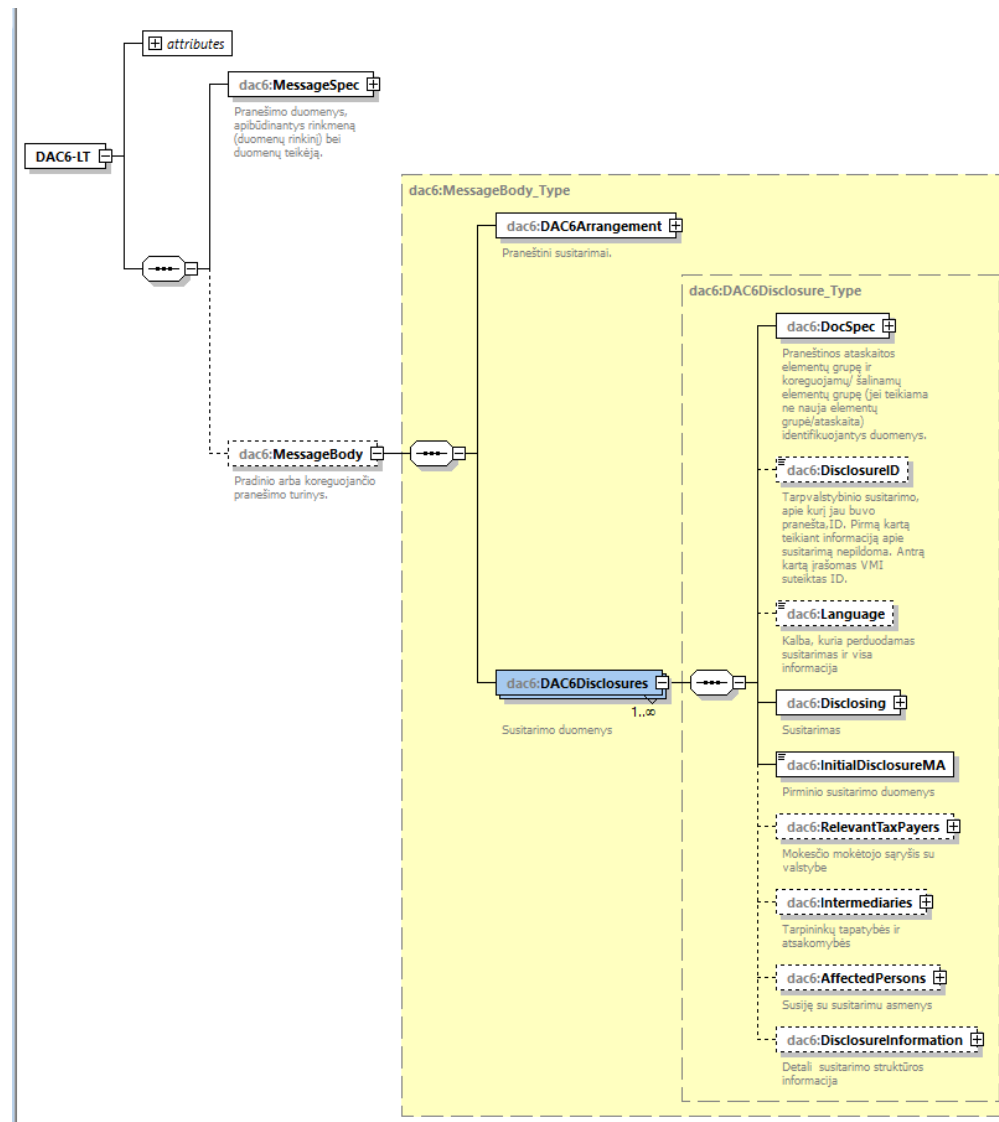 attributes
dac6:MessageSpec
Pranešimo duomenys,
apibūdinantys rinkmeną
(duomenų rinkinį) bei
duomenų teikėją.
DAC6-LT
dac6:MessageBody_Type
dac6:DAC6Arrangement
Praneštini susitarimai.
dac6:DAC6Disclosure_Type
dac6:DocSpec
Praneštinos ataskaitos
elementų grupę ir
koreguojamų/ šalinamų
elementų grupę (jei teikiama
ne nauja elementų
grupė/ataskaita)
identifikuojantys duomenys.
dac6:MessageBody
Pradinio arba koreguojančio
pranešimo turinys.
dac6:DisclosureID
Tarpvalstybinio susitarimo,
apie kurį jau buvo
pranešta,ID. Pirmą kartą
teikiant informaciją apie
susitarimą nepildoma. Antrą
kartą įrašomas VMI
suteiktas ID.
dac6:Language
Kalba, kuria perduodamas
susitarimas ir visa
informacija
dac6:DAC6Disclosures
1..∞
Susitarimo duomenys
dac6:Disclosing
Susitarimas
dac6:InitialDisclosureMA
Pirminio susitarimo duomenys
dac6:RelevantTaxPayers
Mokesčio mokėtojo sąryšis su
valstybe
dac6:Intermediaries
Tarpininkų tapatybės ir
atsakomybės
dac6:AffectedPersons
Susiję su susitarimu asmenys
dac6:DisclosureInformation
Detali  susitarimo struktūros
informacija